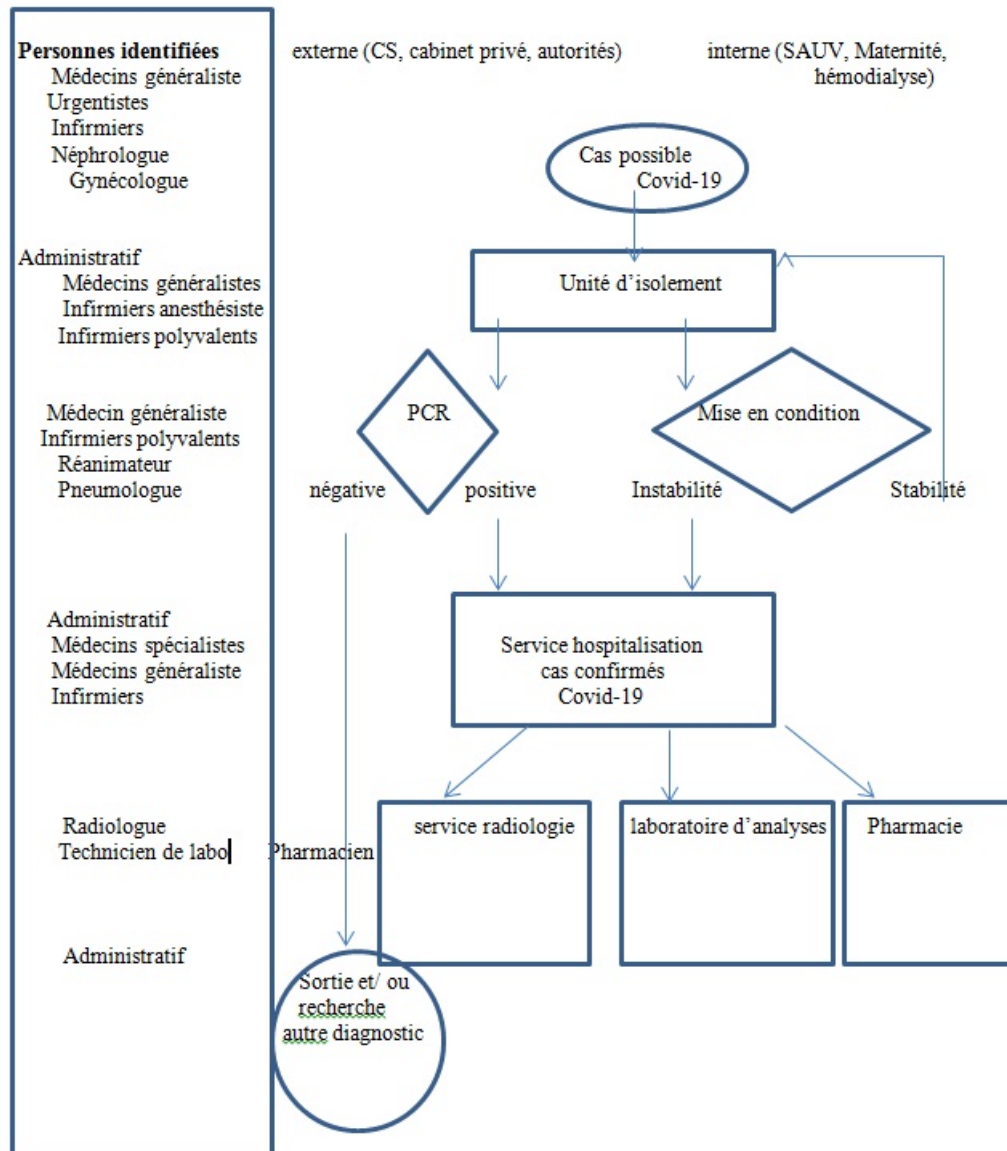 Personnes identifiées
externe (CS, cabinet privé, autorités)
interne (SAUV, Maternité,
hémodialyse)
Médecins généraliste
Urgentistes
Infirmiers
Néphrologue
Gynécologue
Cas possible
Covid-19
Administratif
Médecins généralistes
Infirmiers anesthésiste
Infirmiers polyvalents
Unité d’isolement
Médecin généraliste
Infirmiers polyvalents
Réanimateur
Pneumologue
PCR
Mise en condition
négative
positive
Instabilité
Stabilité
Administratif
Médecins spécialistes
Médecins généraliste
Infirmiers
Service hospitalisation
cas confirmés
Covid-19
Radiologue
Technicien de labo
Pharmacien
service radiologie
laboratoire d’analyses
Pharmacie
Administratif
Sortie et/ ou
recherche
autre diagnostic